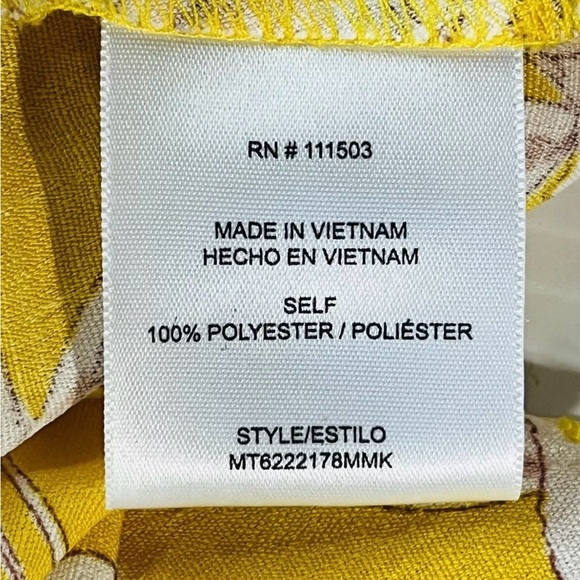 RN # 111503
MADE IN VIETNAM
HECHO EN VIETNAM
SELF
100% POLYESTER / POLIÉSTER
STYLE/ESTILO
MT6222178MMK